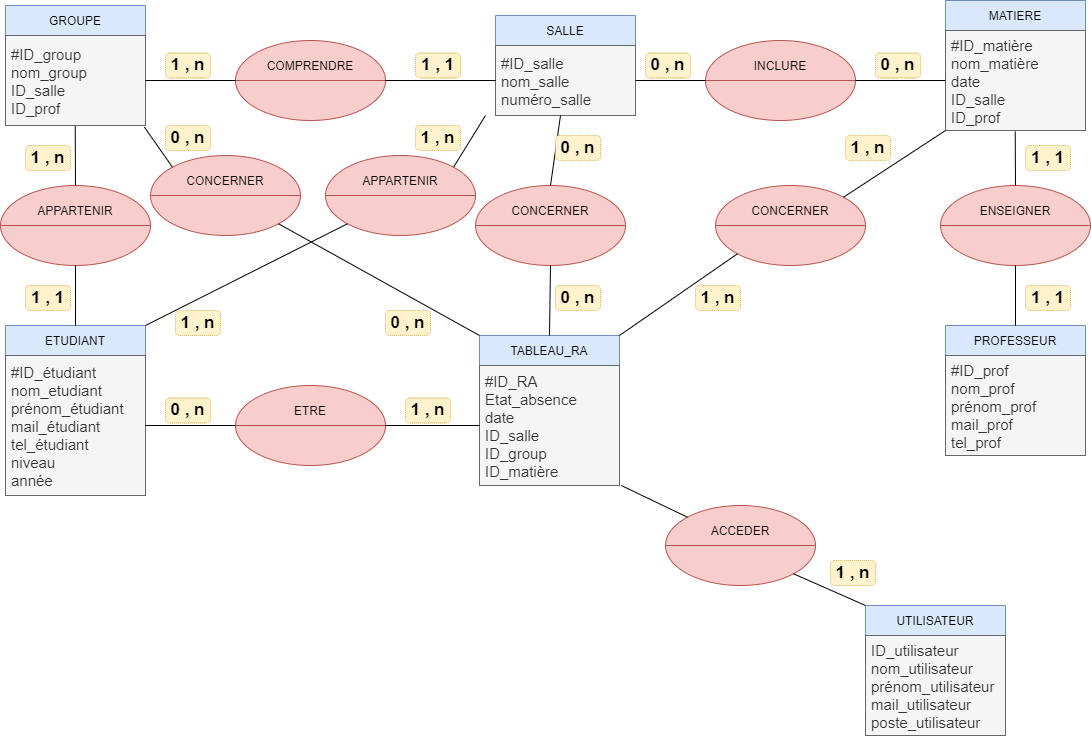 GROUPE
#ID_group
nom_group
ID_salle
ID_prof
1 , n
COMPRENDRE
1 , 1
SALLE
#ID_salle
nom_salle
numéro_salle
0 , n
INCLURE
0 , n
MATIERE
#ID_matière
nom_matière
date
ID_salle
ID_prof
1 , n
APPARTENIR
1 , 1
0 , n
CONCERNER
0 , n
1 , n
APPARTENIR
1 , n
0 , n
CONCERNER
0 , n
1 , n
CONCERNER
1 , n
1 , 1
ENSEIGNER
1 , 1
ETUDIANT
#ID_étudiant
nom_etudiant
prénom_étudiant
mail_étudiant
tel_étudiant
niveau
année
0 , n
ETRE
1 , n
TABLEAU_RA
#ID_RA
Etat_absence
date
ID_salle
ID_group
ID_matière
PROFESSEUR
#ID_prof
nom_prof
prénom_prof
mail_prof
tel_prof
ACCEDER
1 , n
UTILISATEUR
ID_utilisateur
nom_utilisateur
prénom_utilisateur
mail_utilisateur
poste_utilisateur